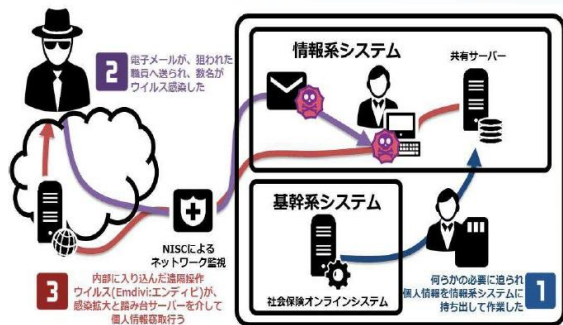 2
電子メールが、狙われた
職員へ送られ、数名が
ウイルス感染した
情報系システム
共有サーバー
基幹系システム
社会保険オンラインシステム
NISCによる
ネットワーク監視
3
内部に入り込んだ遠隔操作
ウイルス(Emdivi:エンディビ)が、
感染拡大と踏み台サーバーを介して
個人情報窃取行う
何らかの必要に迫られ
個人情報を情報系システムに
持ち出して作業した
1